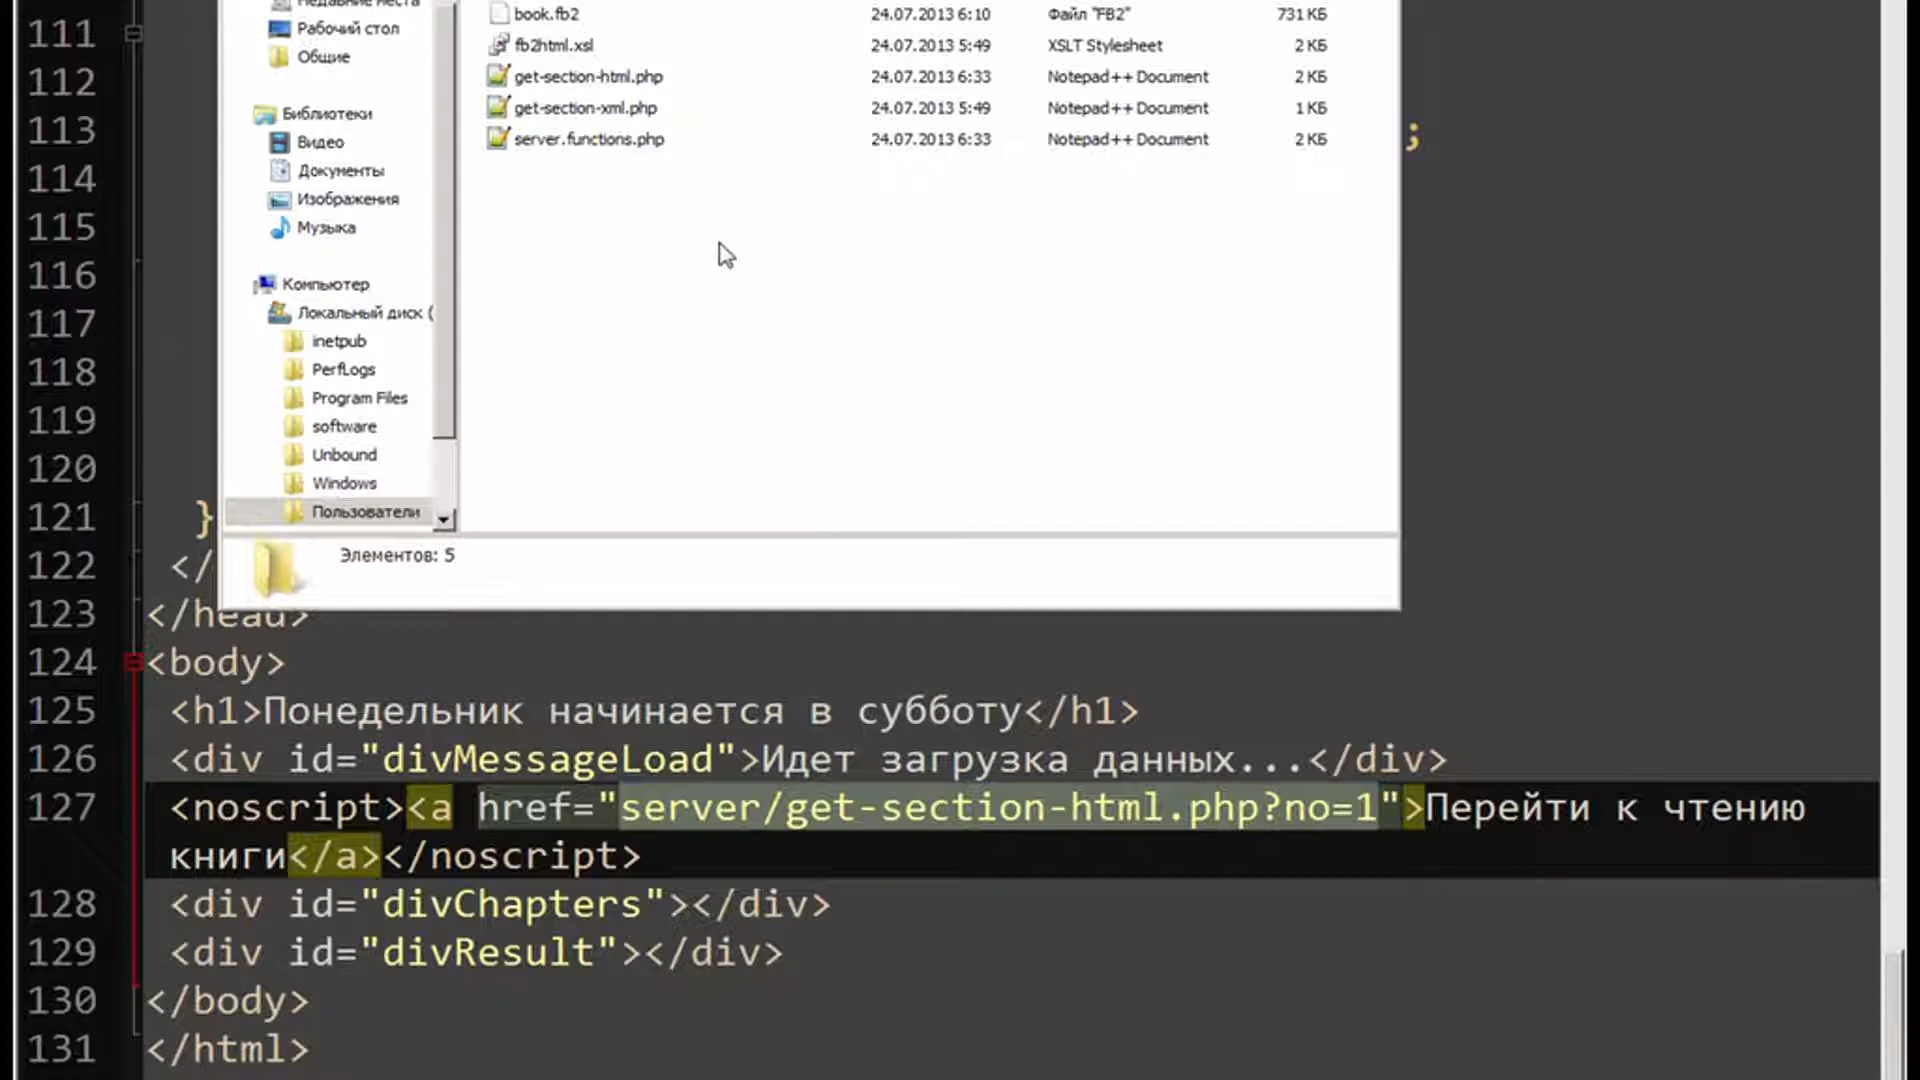 Недавние места
Рабочий стол
Общие
Библиотеки
Видео
Документы
Изображения
Музыка
Компьютер
Локальный диск (
inetpub
PerfLogs
Program Files
software
Unbound
Windows
Пользователи
book.fb2 24.07.2013 6:10 Файл "FB2" 731 КБ
fb2html.xsl 24.07.2013 5:49 XSLT Stylesheet 2 КБ
get-section-html.php 24.07.2013 6:33 Notepad++ Document 2 КБ
get-section-xml.php 24.07.2013 5:49 Notepad++ Document 1 КБ
server.functions.php 24.07.2013 6:33 Notepad++ Document 2 КБ
Элементов: 5
111
112
113 ;
114
115
116
117
118
119
120
121 }
122 </
123 </head>
124 <body>
125 <h1>Понедельник начинается в субботу</h1>
126 <div id="divMessageLoad">Идет загрузка данных...</div>
127 <noscript><a href="server/get-section-html.php?no=1">Перейти к чтению
книги</a></noscript>
128 <div id="divChapters"></div>
129 <div id="divResult"></div>
130 </body>
131 </html>